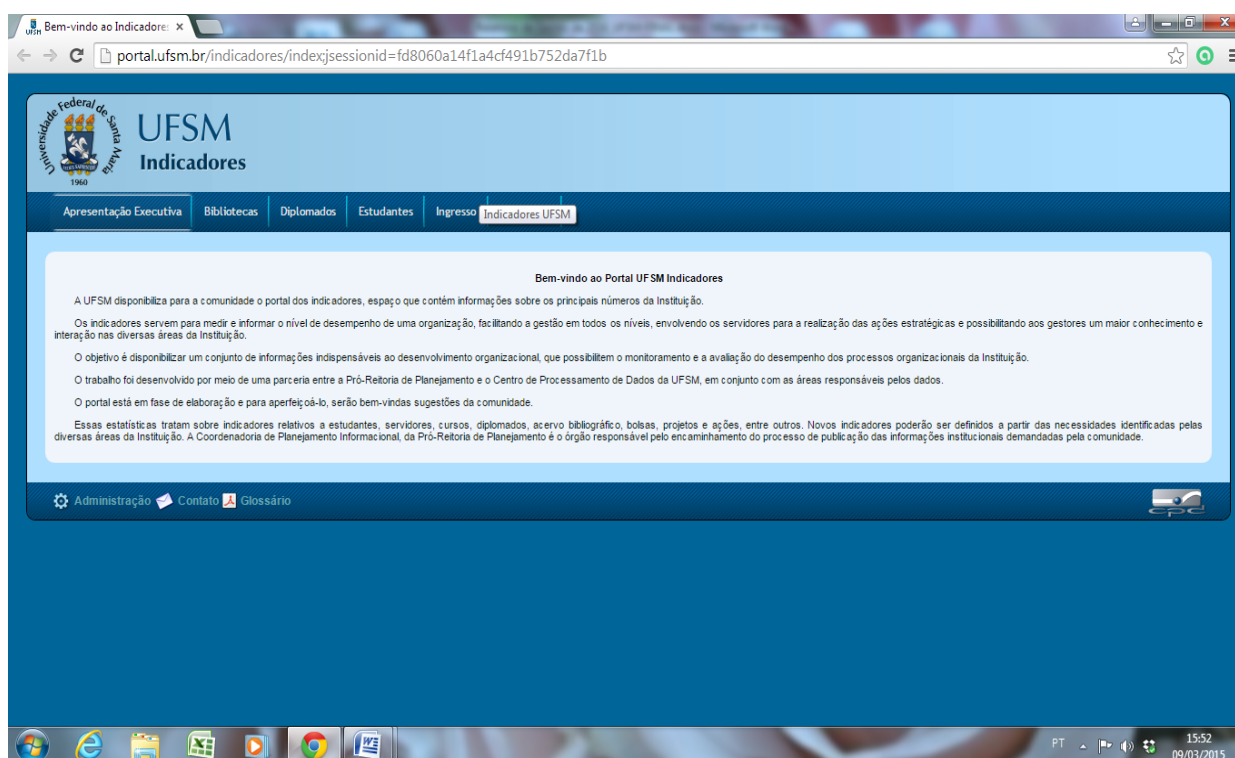 Bem-vindo ao Indicadore:
portal.ufsm.br/indicadores/index;jsessionid=fd8060a14f1a4cf491b752da7f1b
Universidade Federal de Santa Maria
1960
UFSM
Indicadores
Apresentação Executiva Bibliotecas Diplomados Estudantes Ingresso
Indicadores UFSM
Bem-vindo ao Portal UFSM Indicadores
A UFSM disponibiliza para a comunidade o portal dos indicadores, espaço que contém informações sobre os principais números da Instituição.
Os indicadores servem para medir e informar o nível de desempenho de uma organização, facilitando a gestão em todos os níveis, envolvendo os servidores para a realização das ações estratégicas e possibilitando aos gestores um maior conhecimento e
interação nas diversas áreas da Instituição.
O objetivo é disponibilizar um conjunto de informações indispensáveis ao desenvolvimento organizacional, que possibilitem o monitoramento e a avaliação do desempenho dos processos organizacionais da Instituição.
O trabalho foi desenvolvido por meio de uma parceria entre a Pró-Reitoria de Planejamento e o Centro de Processamento de Dados da UFSM, em conjunto com as áreas responsáveis pelos dados.
O portal está em fase de elaboração e para aperfeiçoá-lo, serão bem-vindas sugestões da comunidade.
Essas estatísticas tratam sobre indicadores relativos a estudantes, servidores, cursos, diplomados, acervo bibliográfico, bolsas, projetos e ações, entre outros. Novos indicadores poderão ser definidos a partir das necessidades identificadas pelas
diversas áreas da Instituição. A Coordenadoria de Planejamento Informacional, da Pró-Reitoria de Planejamento é o órgão responsável pelo encaminhamento do processo de publicação das informações institucionais demandadas pela comunidade.
Administração Contato Glossário
cpd
PT
15:52
09/03/2015